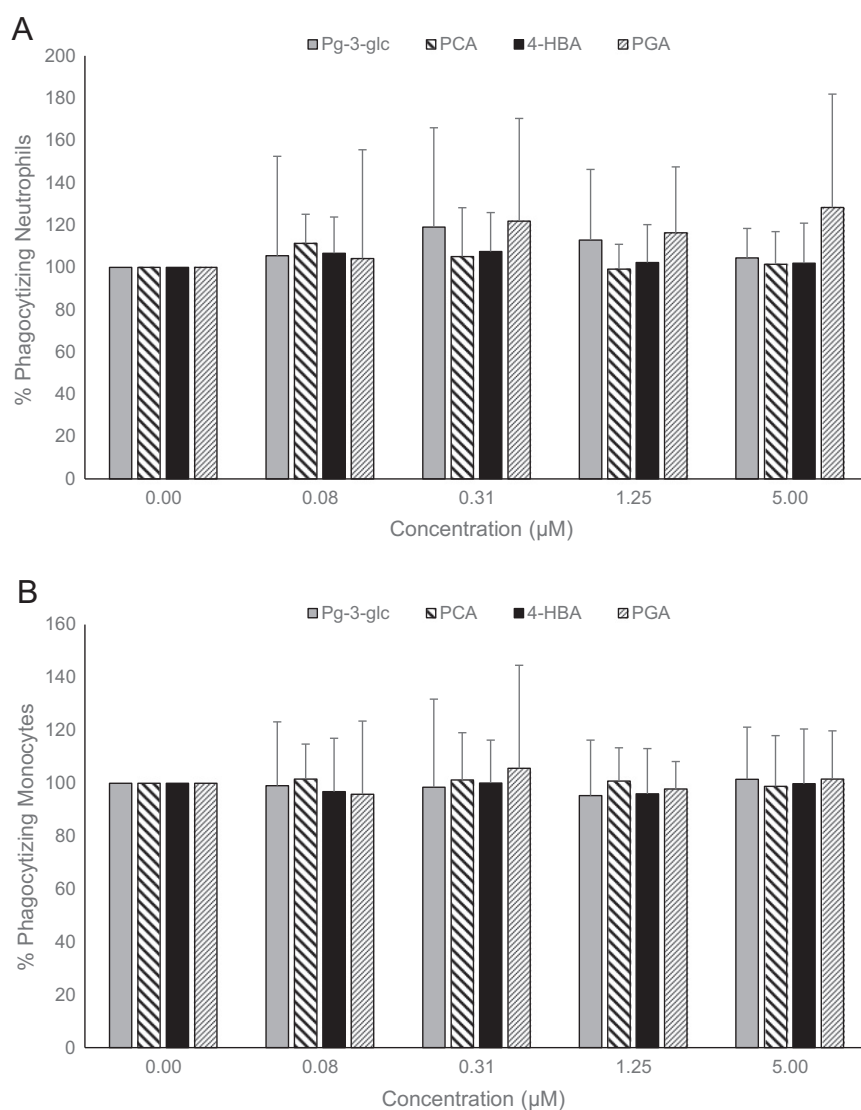 A
Pg-3-glc PCA 4-HBA PGA
200
180
160
140
120
100
80
60
40
20
0
% Phagocytizing Neutrophils
0.00 0.08 0.31 1.25 5.00
Concentration (µM)
B
Pg-3-glc PCA 4-HBA PGA
160
140
120
100
80
60
40
20
0
% Phagocytizing Monocytes
0.00 0.08 0.31 1.25 5.00
Concentration (µM)